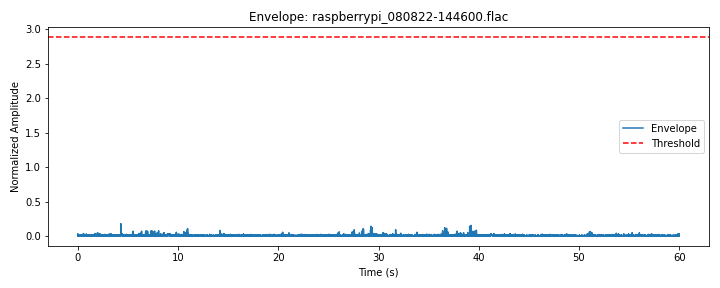 Envelope: raspberrypi_080822-144600.flac
3.0
2.5
2.0
1.5
1.0
0.5
0.0
Normalized Amplitude
Envelope
Threshold
0
10
20
30
40
50
60
Time (s)